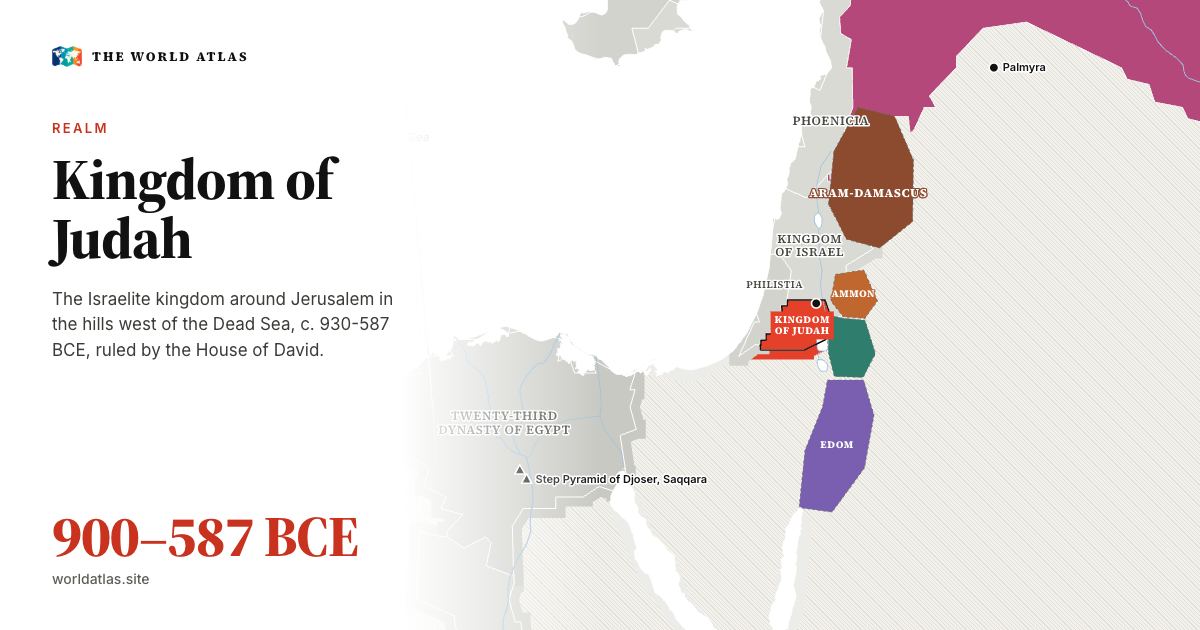 THE WORLD ATLAS
REALM
Kingdom of
Judah
The Israelite kingdom around Jerusalem in
the hills west of the Dead Sea, c. 930-587
BCE, ruled by the House of David.
900–587 BCE
worldatlas.site
Sea
Palmyra
PHOENICIA
ARAM-DAMASCUS
KINGDOM
OF ISRAEL
PHILISTIA
AMMON
KINGDOM
OF JUDAH
TWENTY-THIRD
DYNASTY OF EGYPT
EDOM
Step Pyramid of Djoser, Saqqara